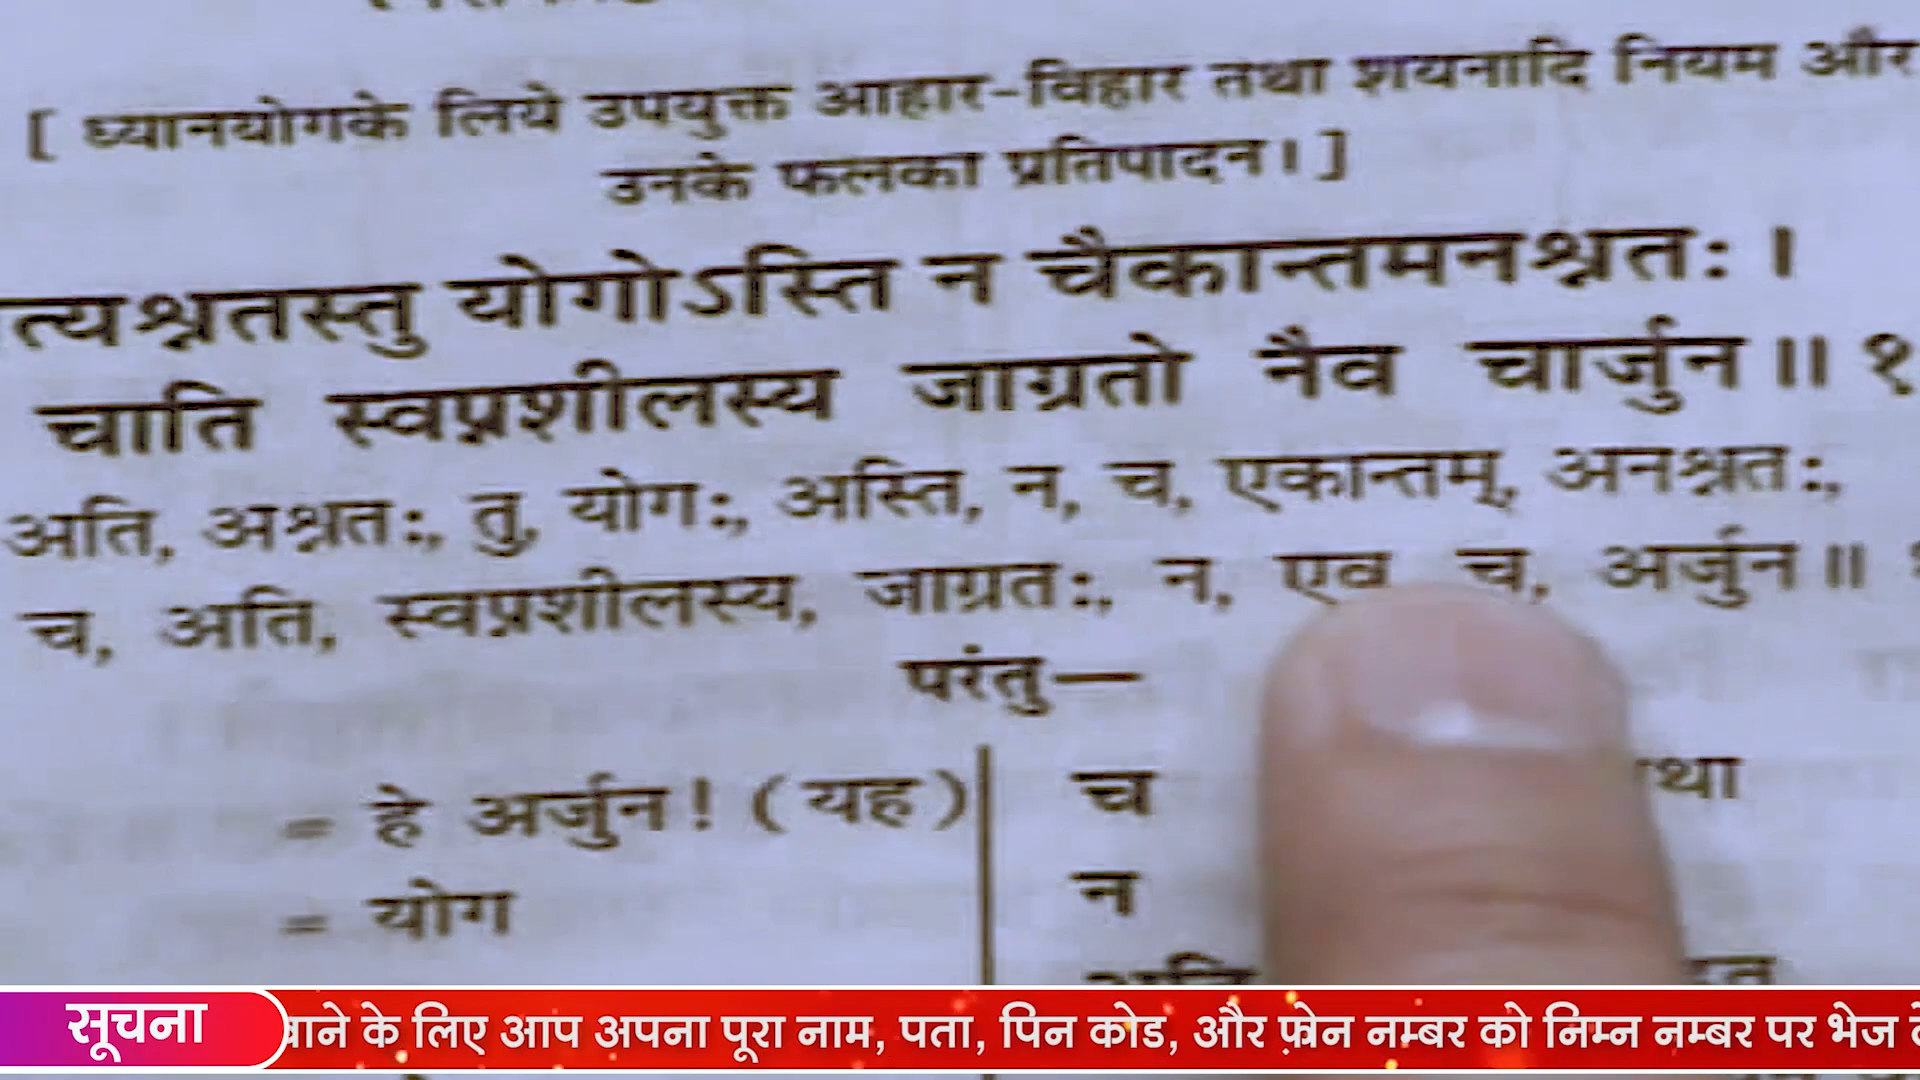 [ ध्यानयोगके लिये उपयुक्त आहार-विहार तथा शयनादि नियम और
उनके फलका प्रतिपादन। ]
त्यश्नतस्तु योगोऽस्ति न चैकान्तमनश्नतः ।
चाति स्वप्नशीलस्य जाग्रतो नैव चार्जुन ॥ १
अति, अश्नतः, तु, योगः, अस्ति, न, च, एकान्तम्, अनश्नतः,
च, अति, स्वप्नशीलस्य, जाग्रतः, न, एव च, अर्जुन ॥
परंतु—
= हे अर्जुन! (यह)
= योग
च
था
न
सूचना
के लिए आप अपना पूरा नाम, पता, पिन कोड, और फ़ोन नम्बर को निम्न नम्बर पर भेज